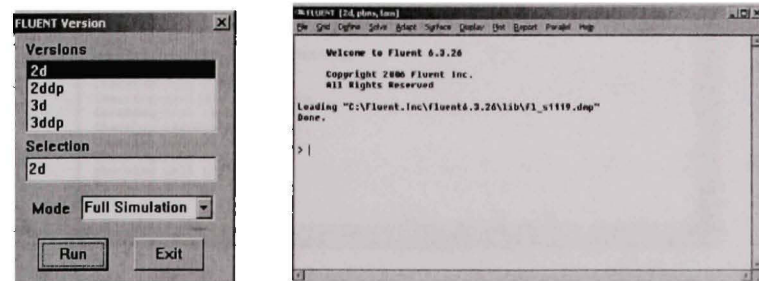 FLUENT Version
Versions
2d
2ddp
3d
3ddp
Selection
2d
Mode Full Simulation
Run Exit
FLUENT [2d, pbns, lam]
File Grid Define Solve Adapt Surface Display Plot Report Parallel Help
Welcome to Fluent 6.3.26
Copyright 2006 Fluent Inc.
All Rights Reserved
Loading "C:\Fluent.Inc\fluent6.3.26\lib\fl_s1119.dmp"
Done.
>